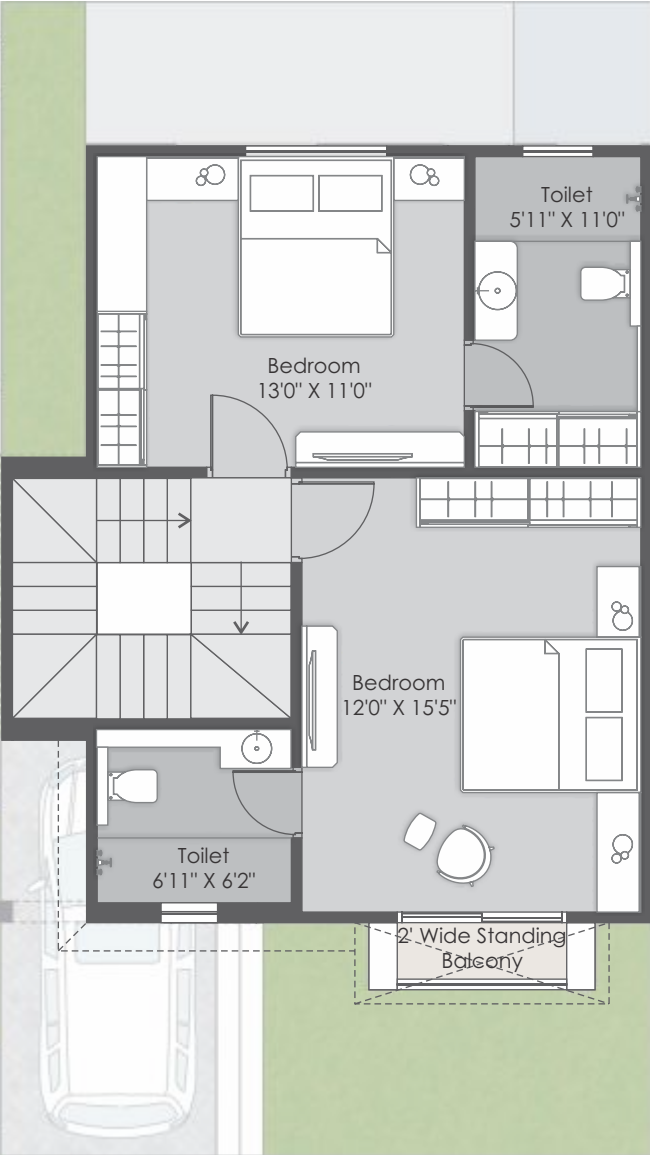 Toilet
5'11" X 11'0"
Bedroom
13'0" X 11'0"
Bedroom
12'0" X 15'5"
Toilet
6'11" X 6'2"
2' Wide Standing
Balcony